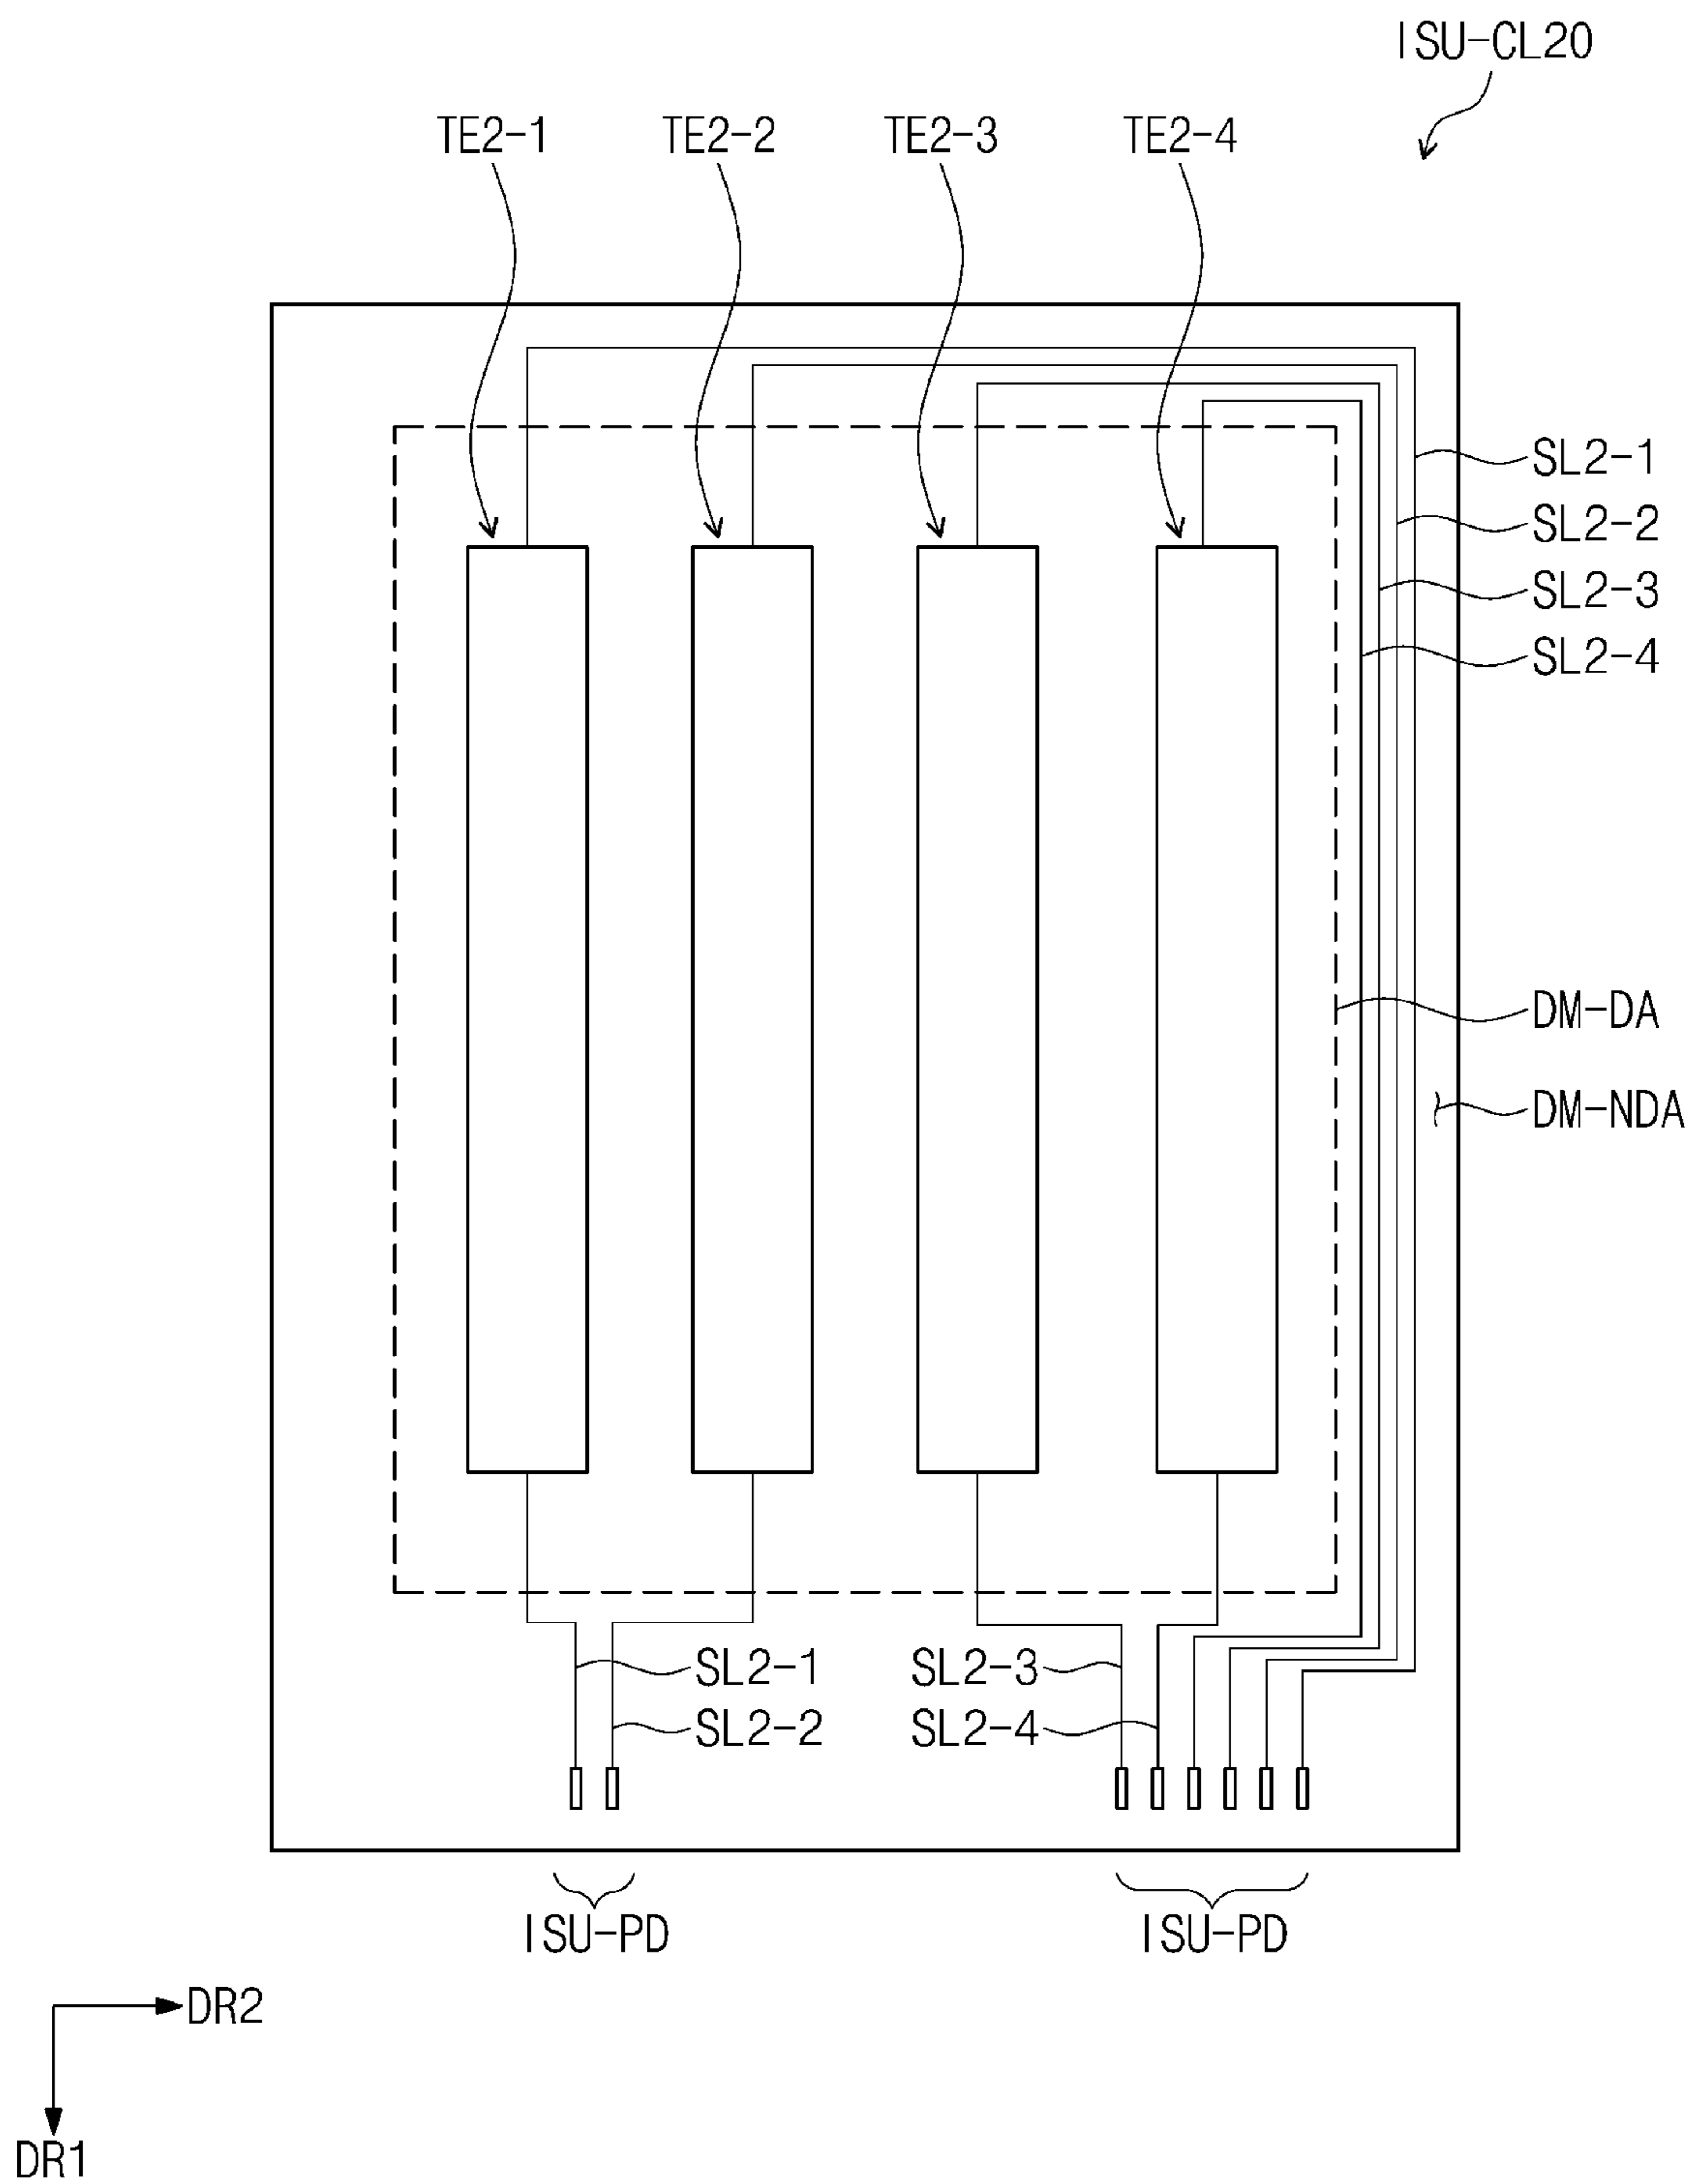 ISU-CL20
TE2-1 TE2-2 TE2-3 TE2-4
SL2-1
SL2-2
SL2-3
SL2-4
DM-DA
DM-NDA
SL2-1 SL2-3
SL2-2 SL2-4
ISU-PD ISU-PD
DR2
DR1